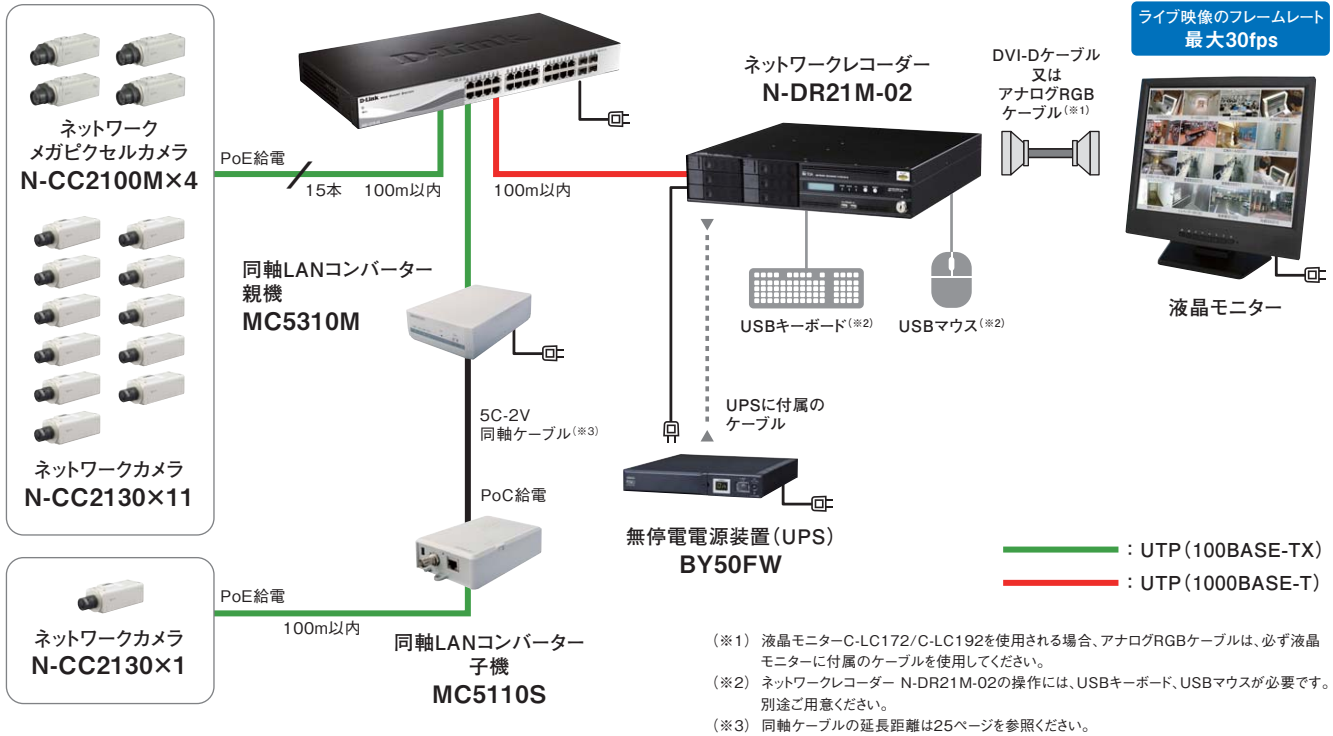 ネットワーク
メガピクセルカメラ
N-CC2100M×4
ネットワークカメラ
N-CC2130×11
PoE給電
15本
100m以内
D-Link
D-Link
100m以内
ネットワークレコーダー
N-DR21M-02
DVI-Dケーブル
又は
アナログRGB
ケーブル(※1)
ライブ映像のフレームレート
最大30fps
液晶モニター
同軸LANコンバーター
親機
MC5310M
USBキーボード(※2)
USBマウス(※2)
5C-2V
同軸ケーブル(※3)
UPSに付属の
ケーブル
PoC給電
無停電電源装置(UPS)
BY50FW
ネットワークカメラ
N-CC2130×1
PoE給電
100m以内
同軸LANコンバーター
子機
MC5110S
:UTP(100BASE-TX)
:UTP(1000BASE-T)
(※1) 液晶モニターC-LC172/C-LC192を使用される場合、アナログRGBケーブルは、必ず液晶
モニターに付属のケーブルを使用してください。
(※2) ネットワークレコーダー N-DR21M-02の操作には、USBキーボード、USBマウスが必要です。
別途ご用意ください。
(※3) 同軸ケーブルの延長距離は25ページを参照ください。